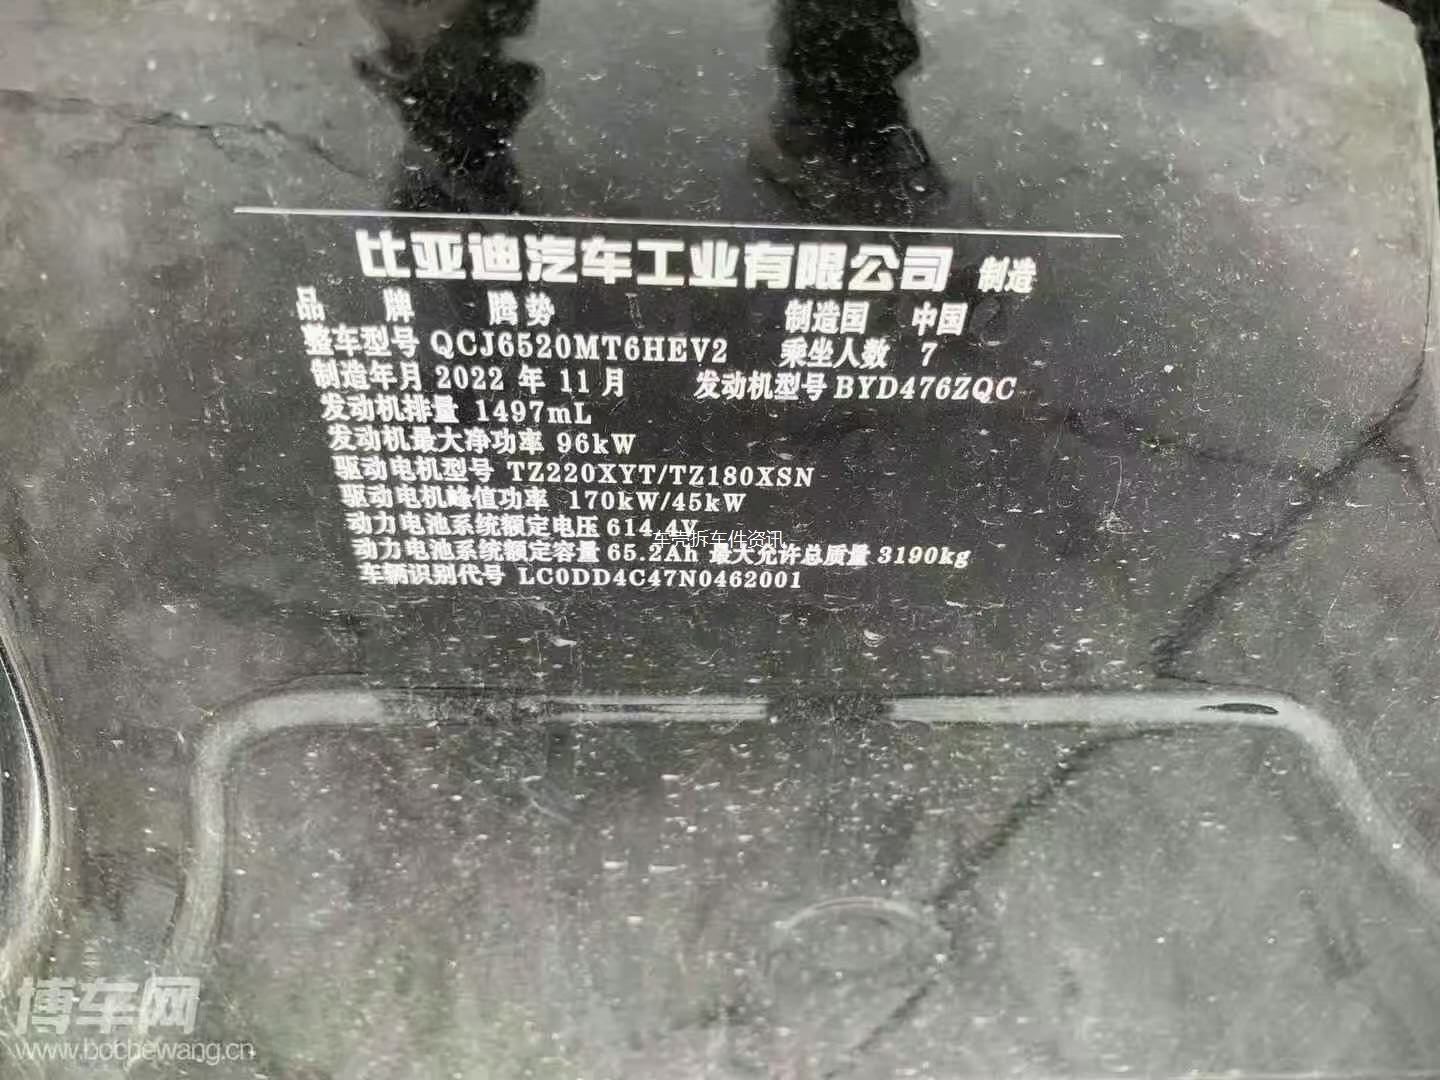 比亚迪汽车工业有限公司 制造
品 牌 腾势 制造国 中国
整车型号 QCJ6520MT6HEV2 乘坐人数 7
制造年月 2022 年 11 月 发动机型号 BYD476ZQC
发动机排量 1497mL
发动机最大净功率 96kW
驱动电机型号 TZ220XYT/TZ180XSN
驱动电机峰值功率 170kW/45kW
动力电池系统额定电压 614.4V
车壳拆车件资讯
动力电池系统额定容量 65.2Ah 最大允许总质量 3190kg
车辆识别代号 LC0DD4C47N0462001
博车网
www.bochewang.cn